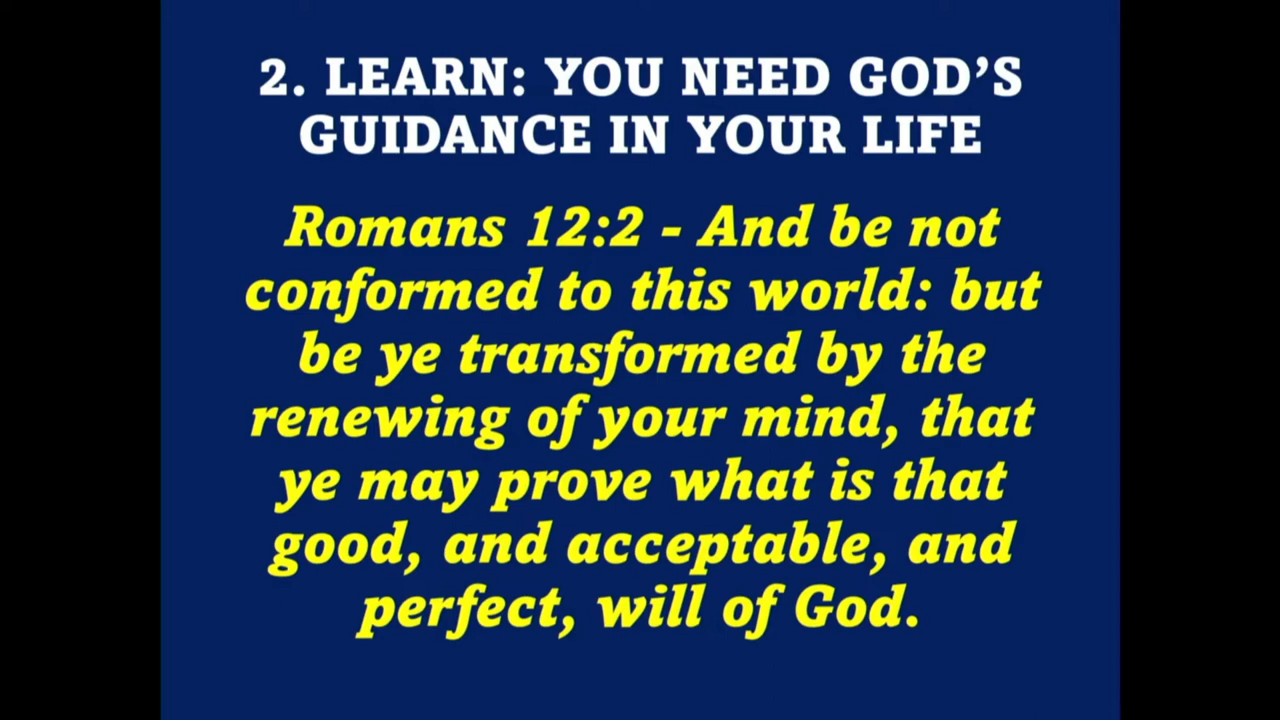 2. LEARN: YOU NEED GOD’S
GUIDANCE IN YOUR LIFE
Romans 12:2 - And be not
conformed to this world: but
be ye transformed by the
renewing of your mind, that
ye may prove what is that
good, and acceptable, and
perfect, will of God.